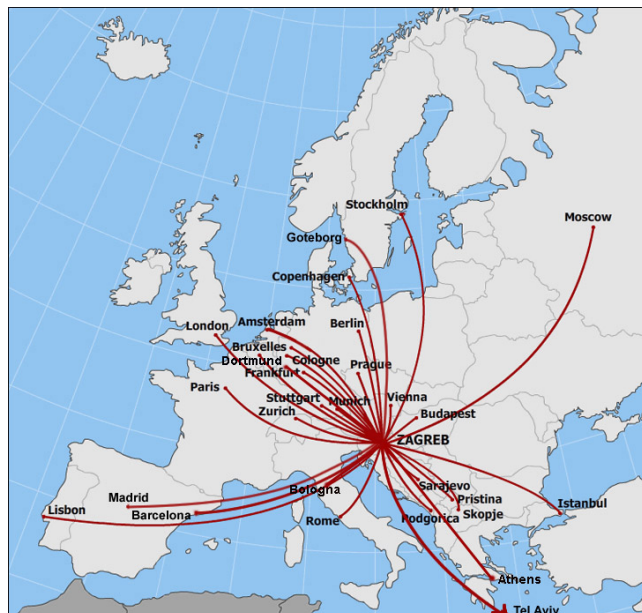 Stockholm
Moscow
Goteborg
Copenhagen
London
Amsterdam
Berlin
Bruxelles
Dortmund
Cologne
Frankfurt
Prague
Paris
Stuttgart
Munich
Vienna
Zurich
Budapest
ZAGREB
Sarajevo
Bologna
Madrid
Pristina
Istanbul
Lisbon
Barcelona
Skopje
Rome
Podgorica
Athens
Tel Aviv